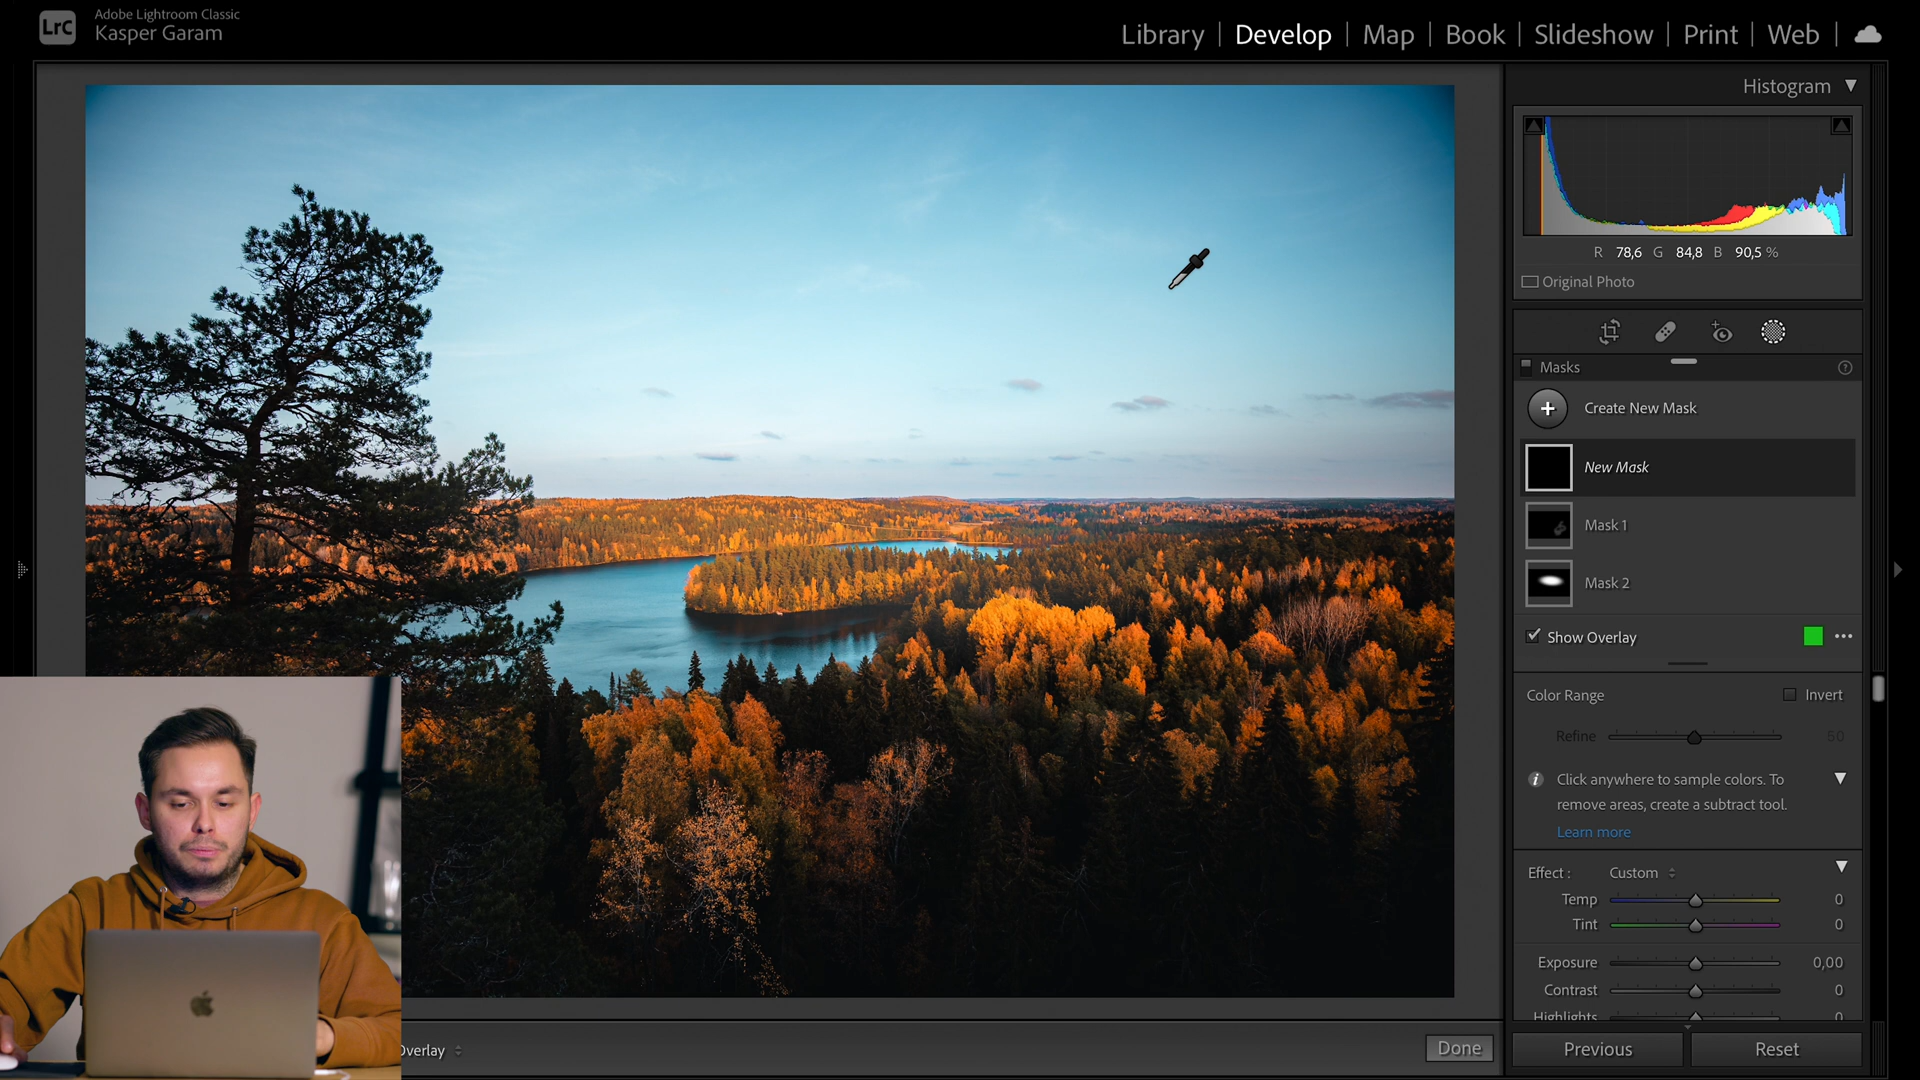 LrC
Adobe Lightroom Classic
Kasper Garam
Library | Develop | Map | Book | Slideshow | Print | Web |
Histogram
R 78,6 G 84,8 B 90,5 %
Original Photo
Masks
Create New Mask
New Mask
Mask 1
Mask 2
Show Overlay
Color Range Invert
Refine 50
Click anywhere to sample colors. To
remove areas, create a subtract tool.
Learn more
Effect : Custom
Temp 0
Tint 0
Exposure 0,00
Contrast 0
Highlights 0
Overlay
Done
Previous Reset